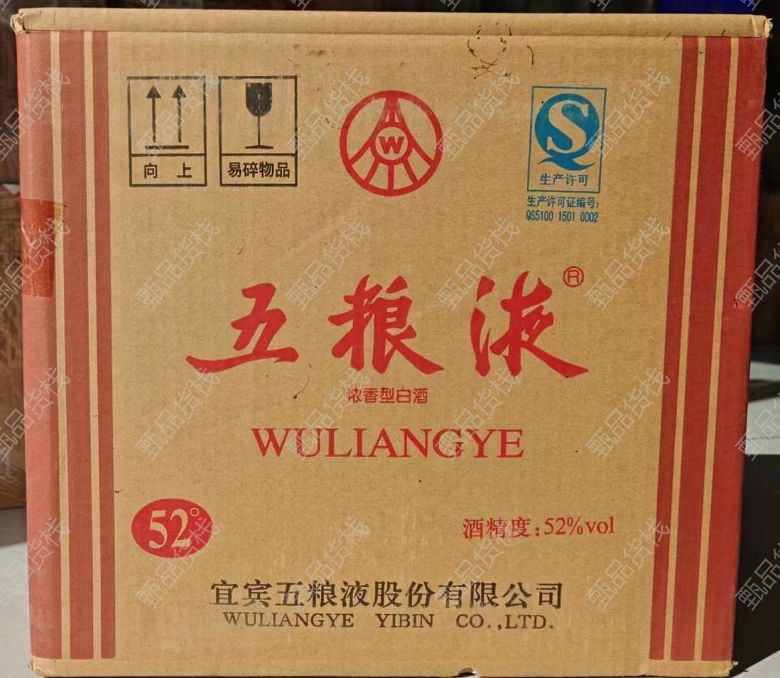 向 上
易碎物品
W
QS
生产许可
生产许可证编号:
QS5100 1501 0002
五粮液®
浓香型白酒
WULIANGYE
52°
酒精度:52%vol
宜宾五粮液股份有限公司
WULIANGYE YIBIN CO.,LTD.
甄品货栈